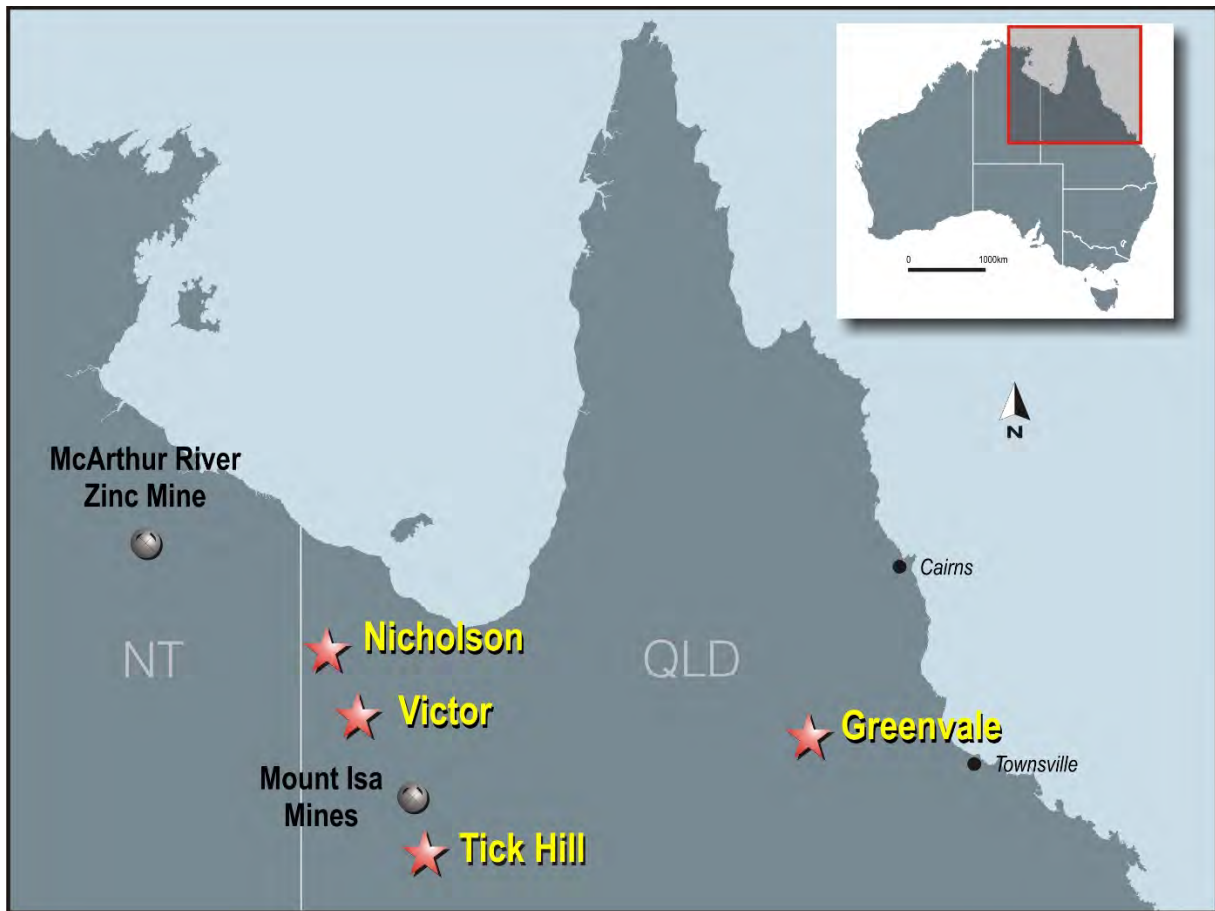 0
1000km
N
McArthur River
Zinc Mine
Cairns
NT
Nicholson
QLD
Victor
Greenvale
Townsville
Mount Isa
Mines
Tick Hill